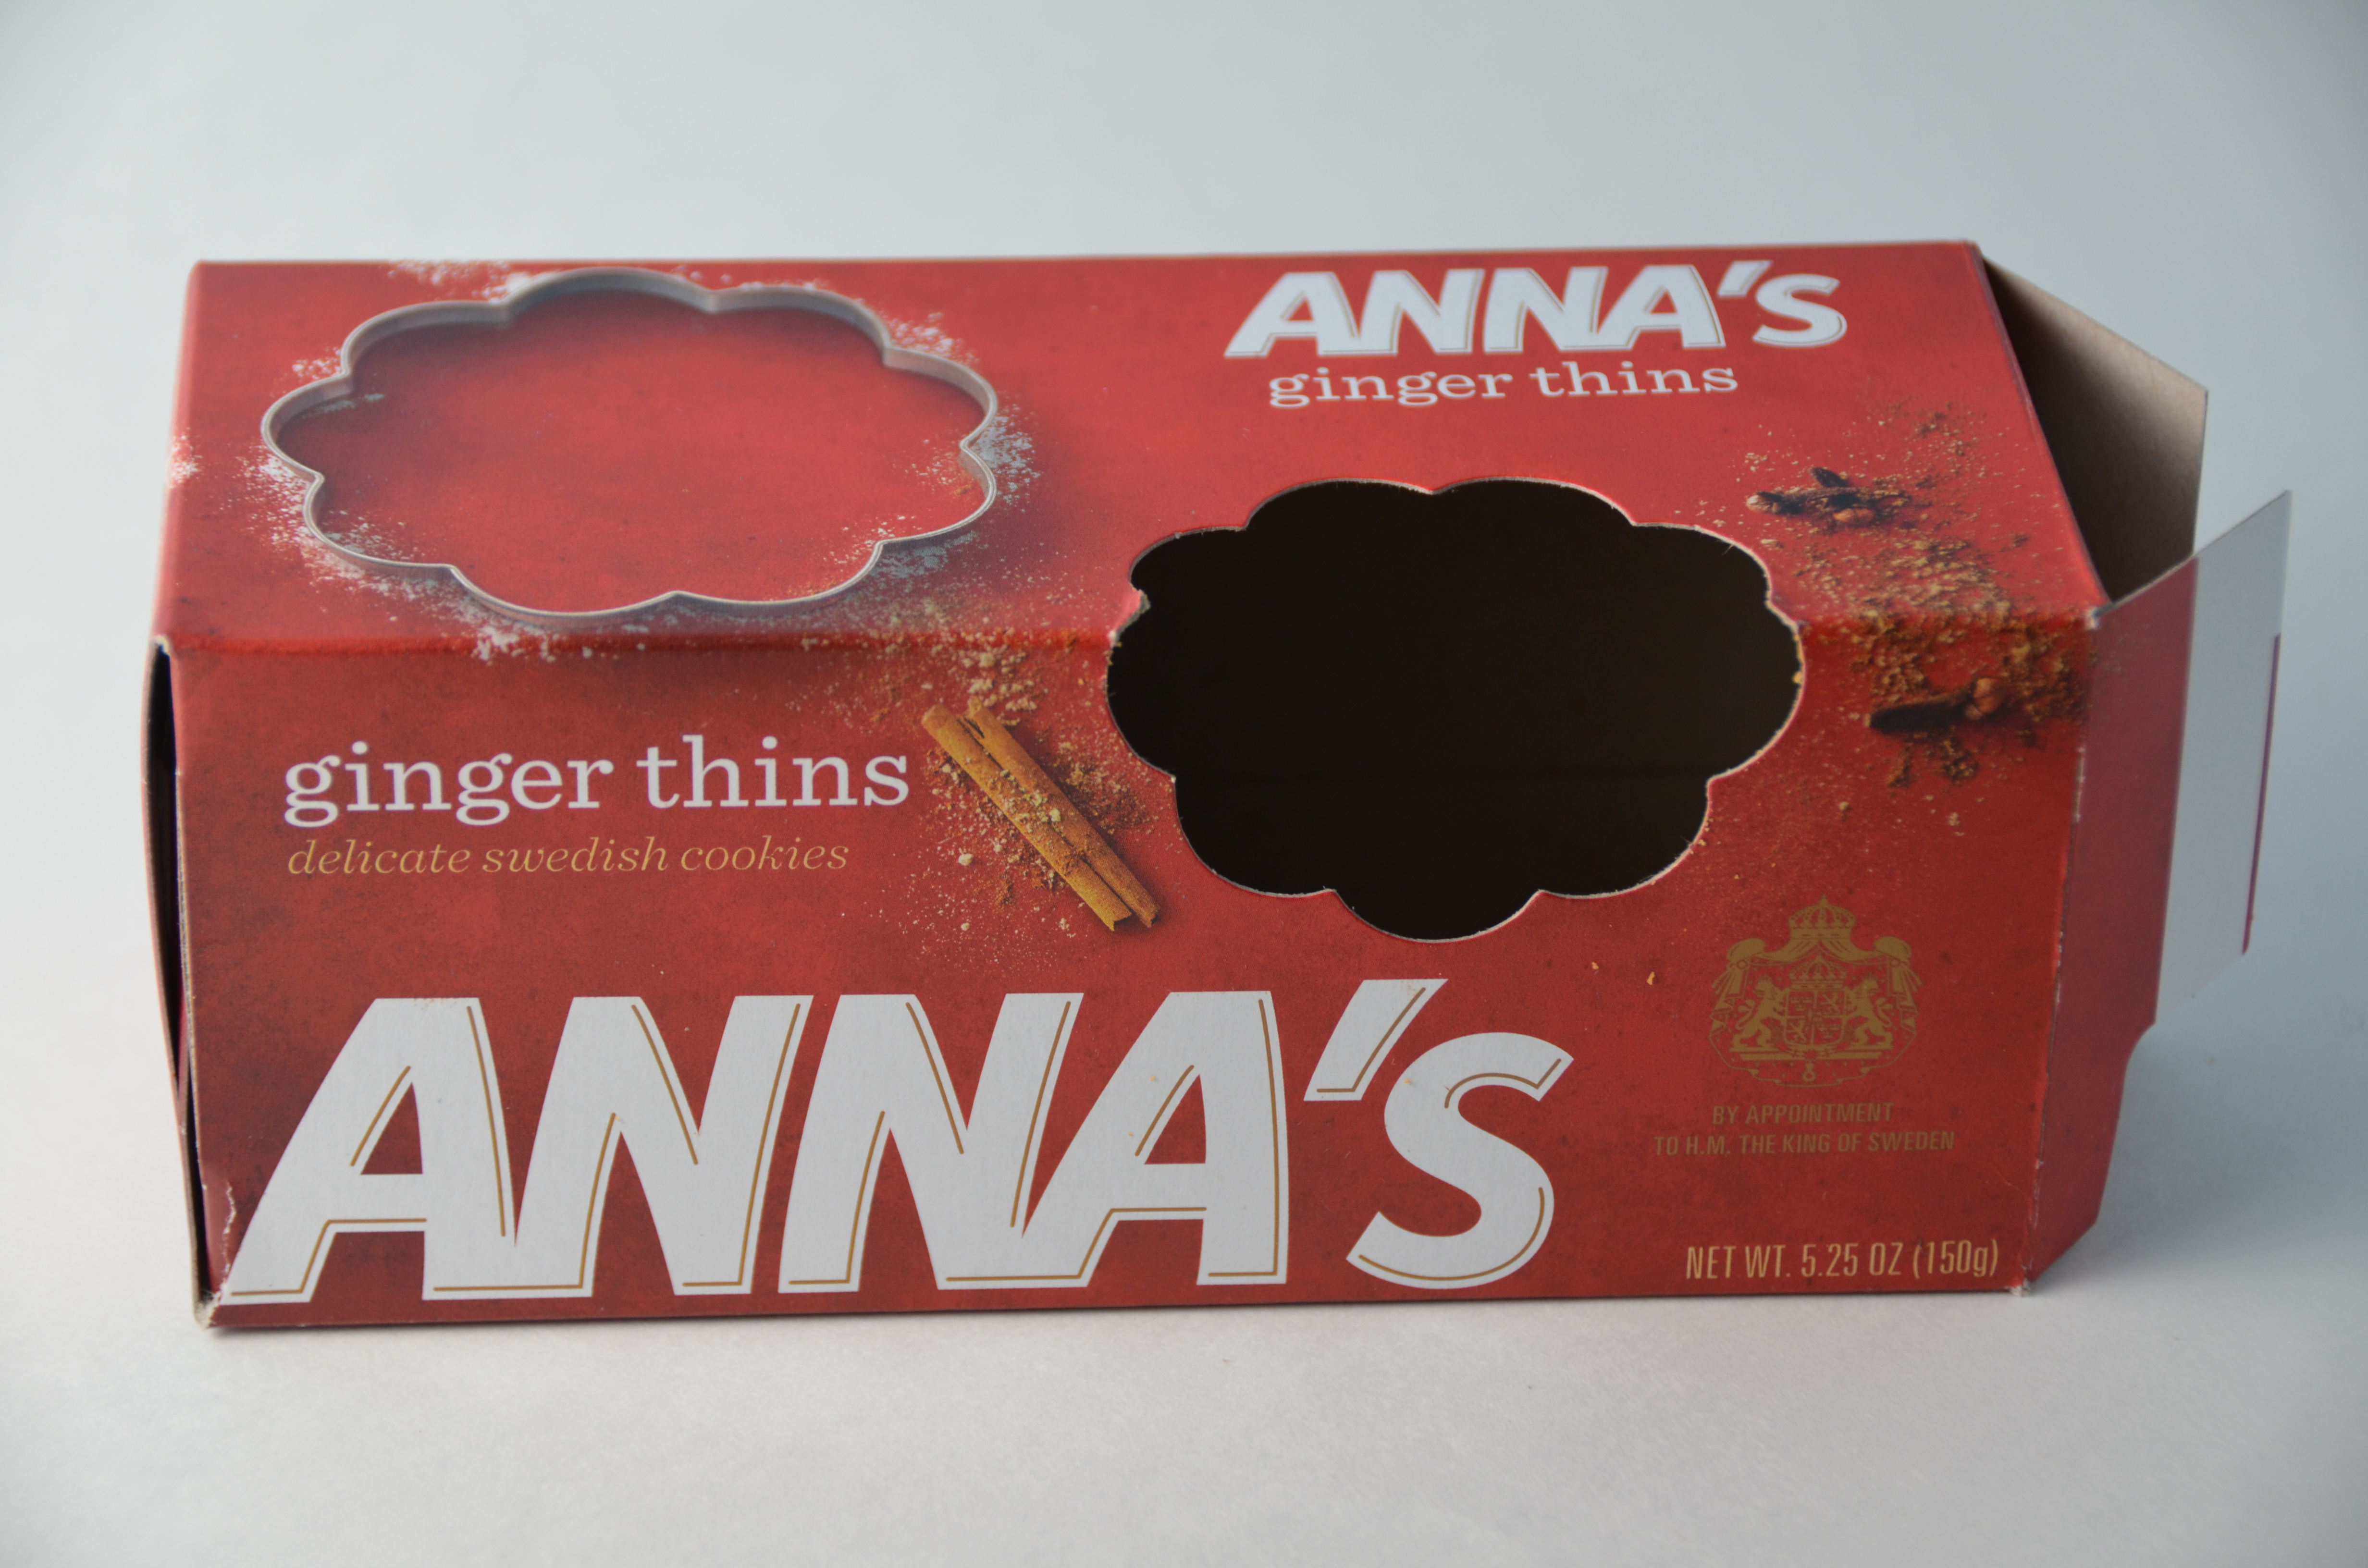 ANNA's
ginger thins
ginger thins
delicate swedish cookies
ANNA's
BY APPOINTMENT
TO H.M. THE KING OF SWEDEN
NET WT. 5.25 OZ (150g)